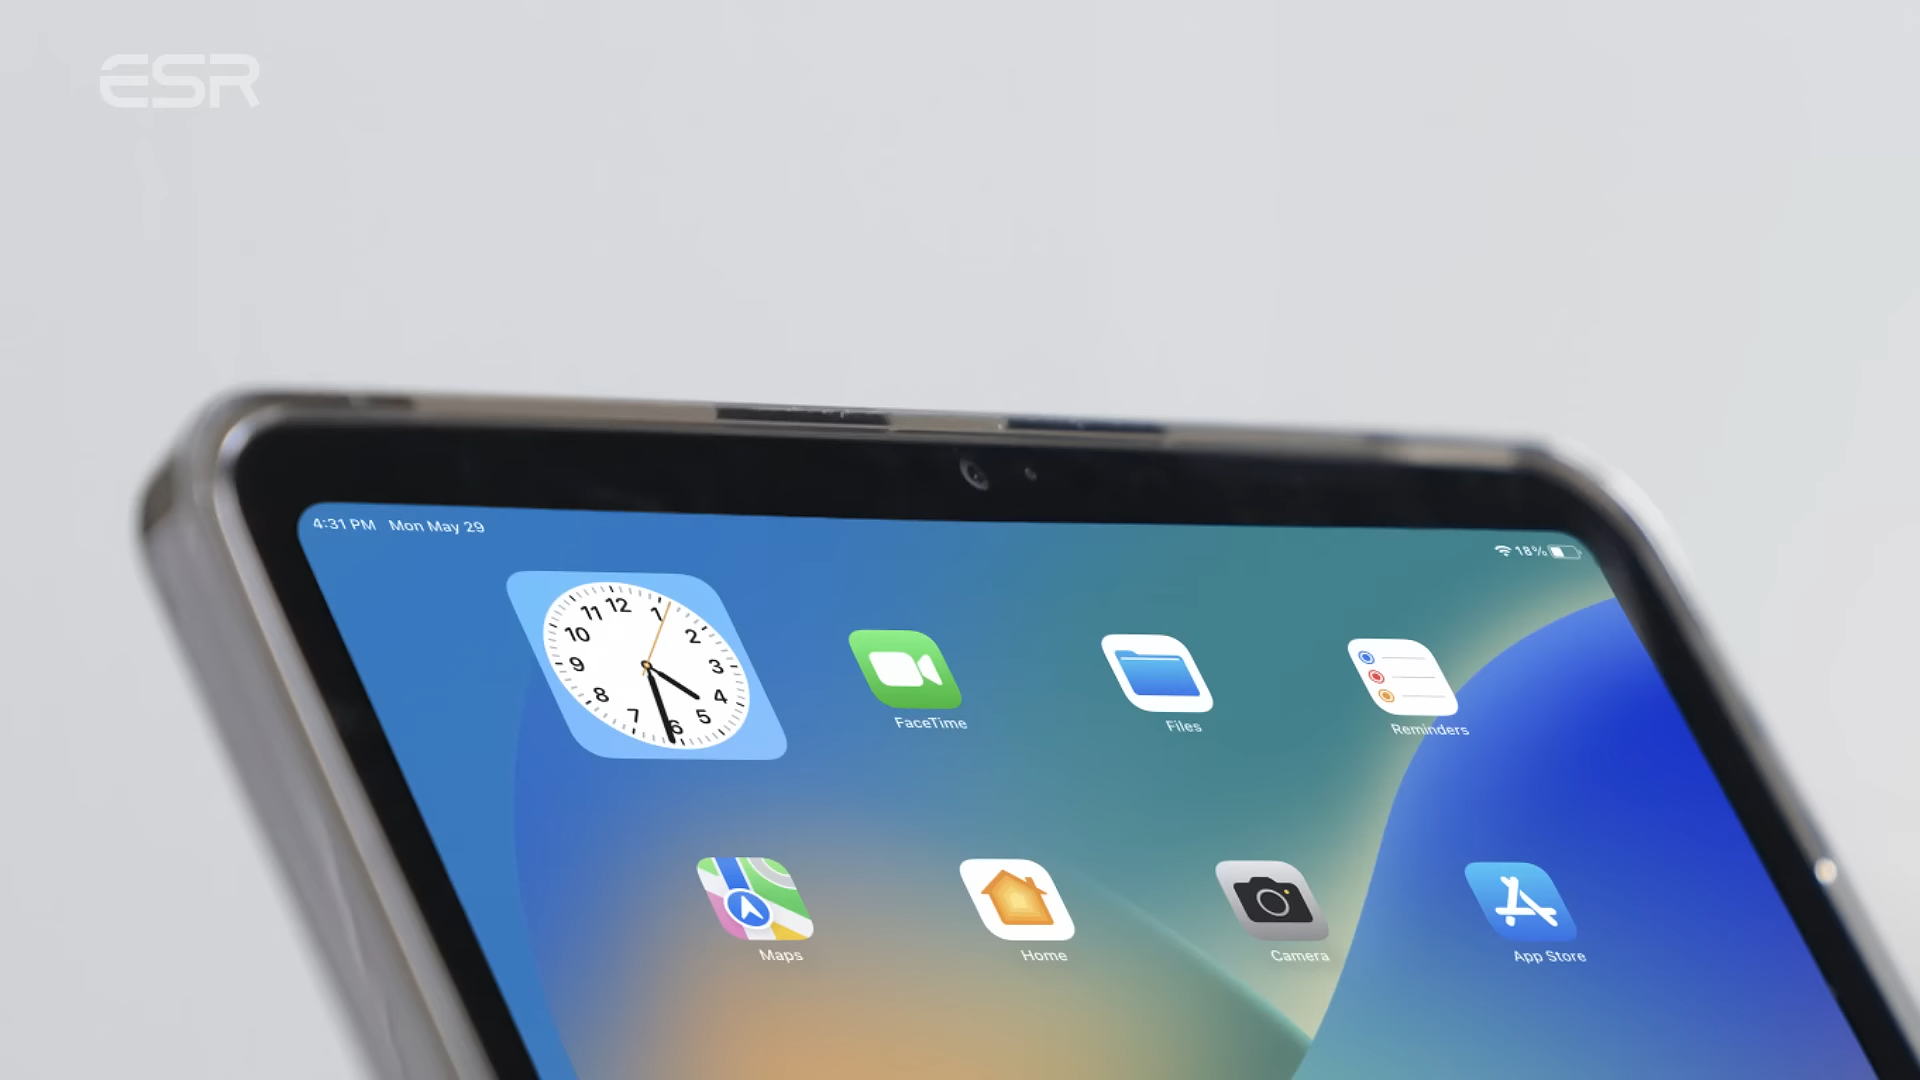 ESR
4:31 PM Mon May 29
18%
11 12 1
10 2
9 3
8 4
7 6 5
FaceTime
Files
Reminders
Maps
Home
Camera
App Store